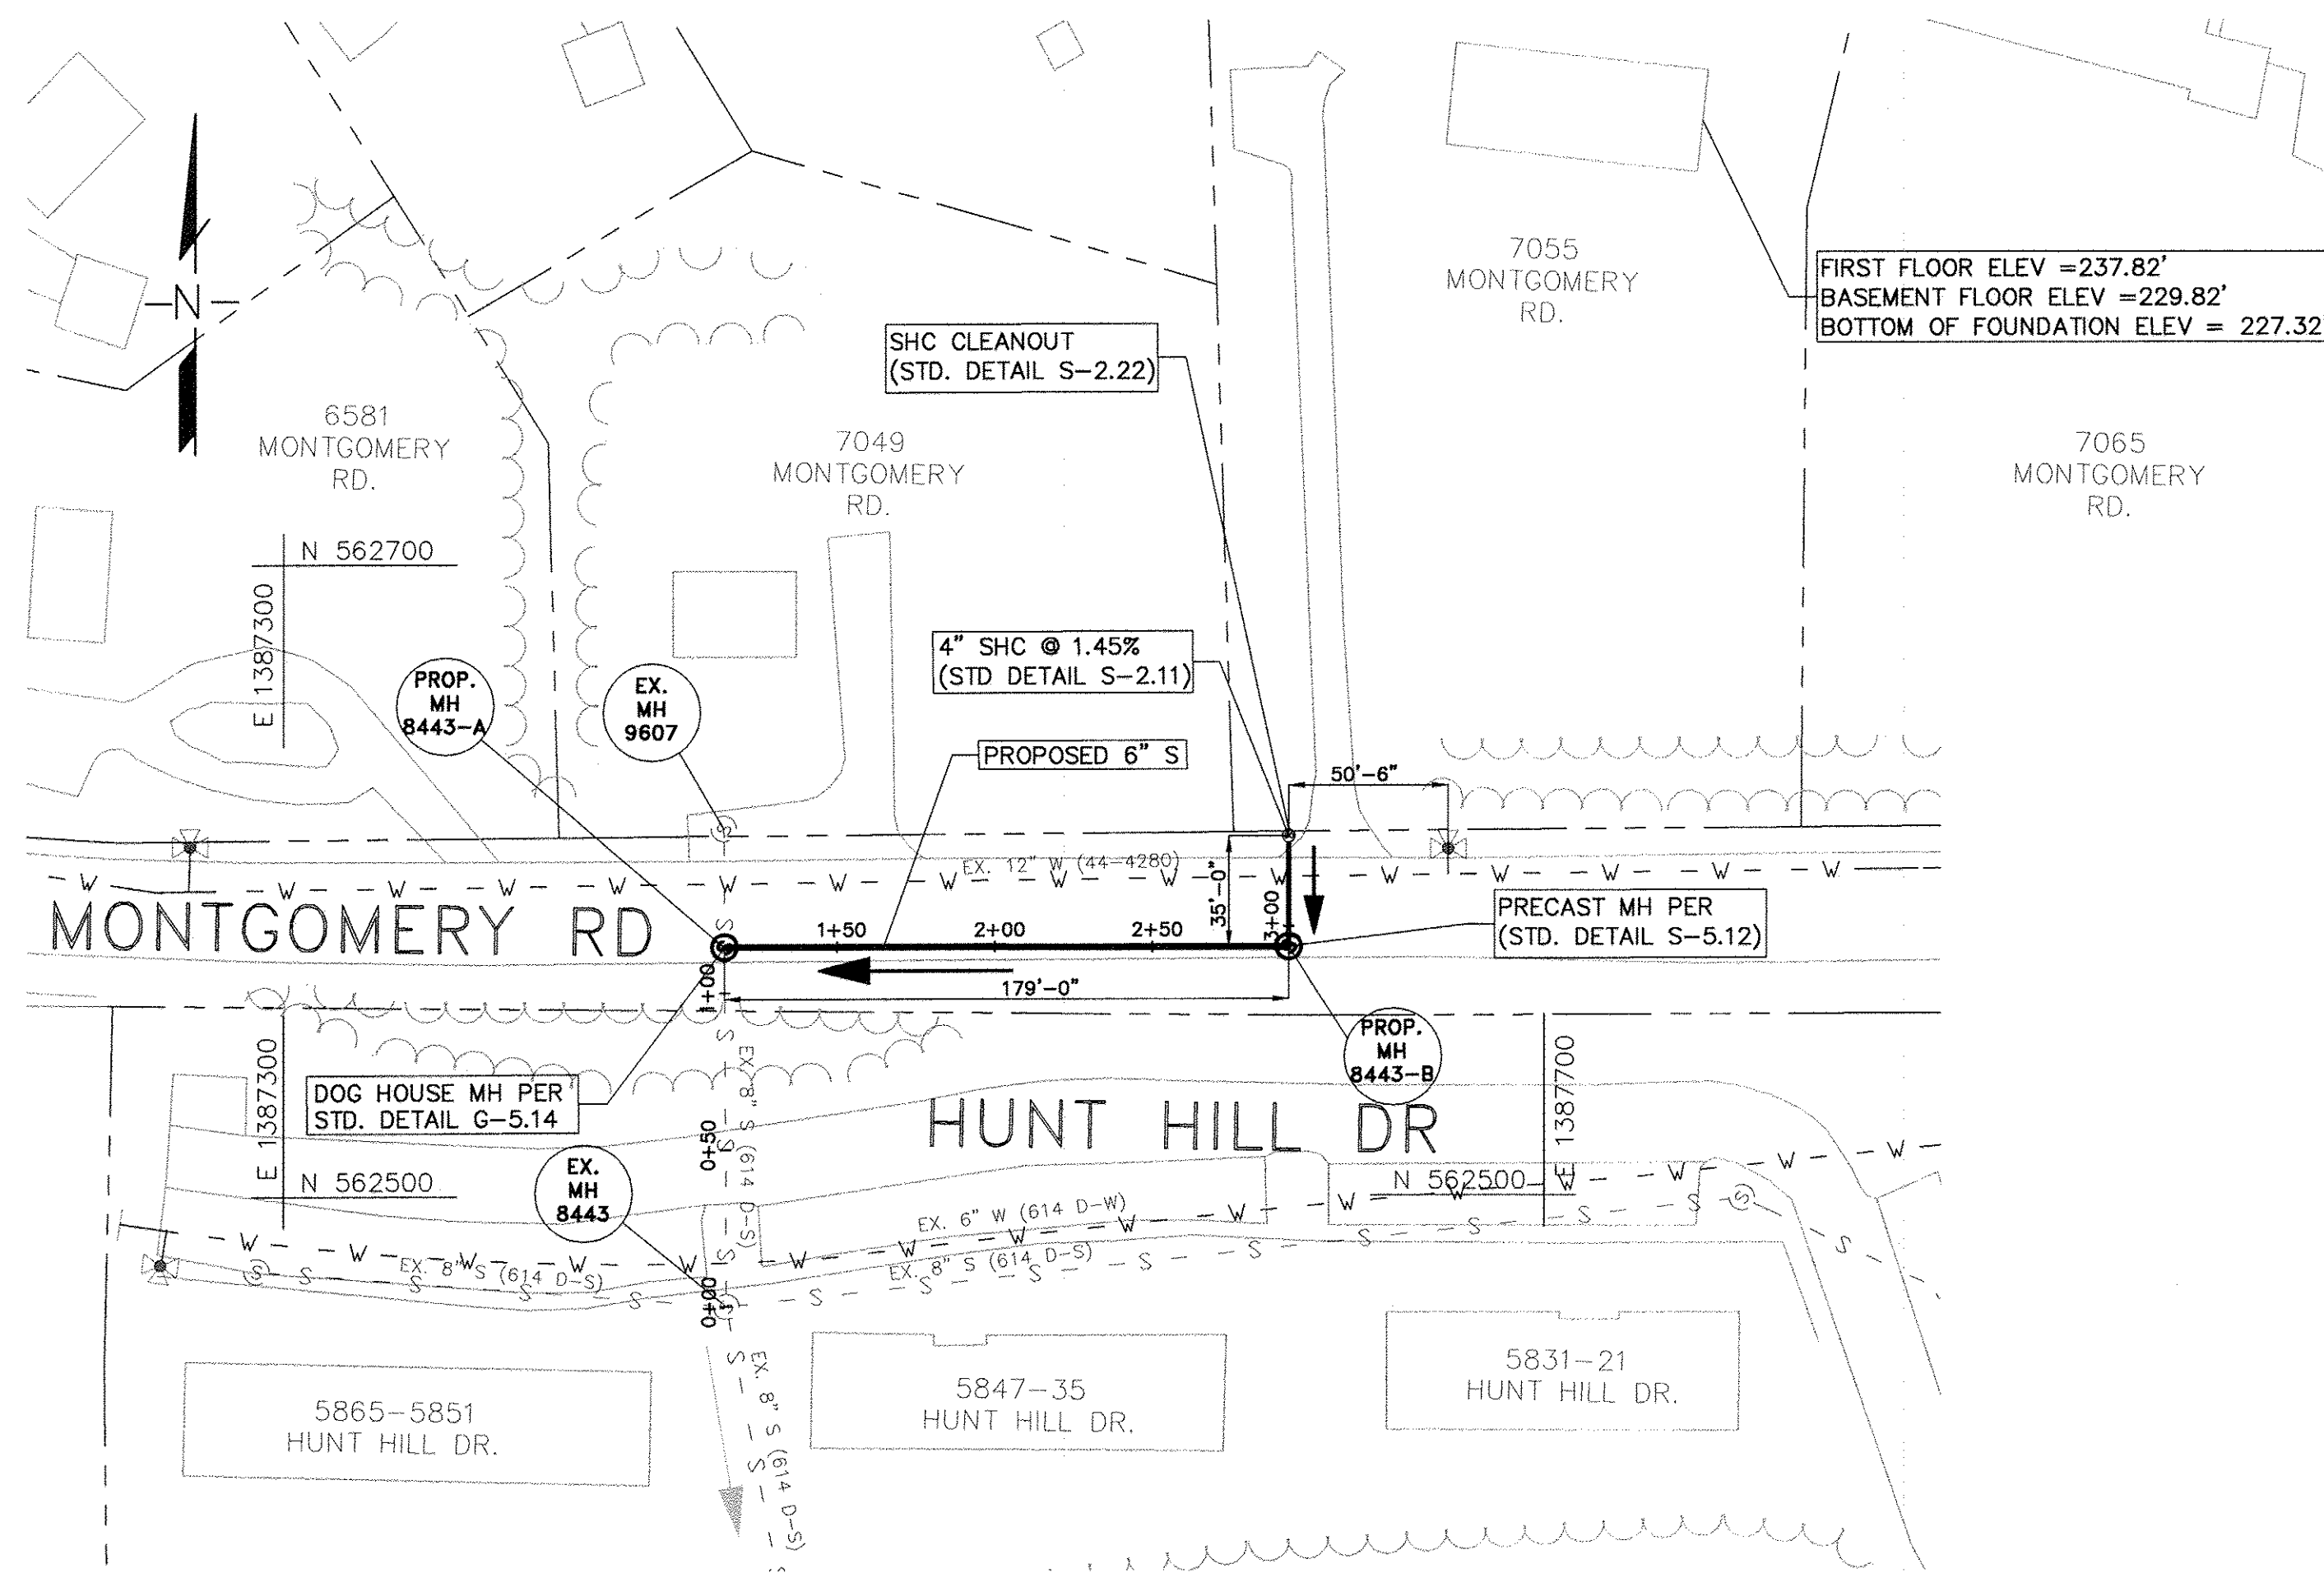 7055
MONTGOMERY
RD.
FIRST FLOOR ELEV =237.82'
BASEMENT FLOOR ELEV =229.82'
BOTTOM OF FOUNDATION ELEV = 227.32
N
SHC CLEANOUT
(STD. DETAIL S-2.22)
6581
MONTGOMERY
RD.
7049
MONTGOMERY
RD.
7065
MONTGOMERY
RD.
N 562700
E 1387300
4" SHC @ 1.45%
(STD DETAIL S-2.11)
PROP.
MH
8443-A
EX.
MH
9607
PROPOSED 6" S
50'-6"
EX. 12" W (44-4280)
W W W W W W W W W W W W W W W W W
35'-0"
3+00
PRECAST MH PER
(STD. DETAIL S-5.12)
MONTGOMERY RD
S
1+50
2+00
2+50
1+00
179'-0"
PROP.
MH
8443-B
DOG HOUSE MH PER
STD. DETAIL G-5.14
EX. 8" S (614 D-S)
HUNT HILL DR
E 1387300
N 562500
0+50
E 1387700
N 562500
EX.
MH
8443
EX. 6" W (614 D-W)
EX. 8" S (614 D-S)
EX. 8" S (614 D-S)
0+00
EX. 8" S (614 D-S)
5865-5851
HUNT HILL DR.
5847-35
HUNT HILL DR.
5831-21
HUNT HILL DR.